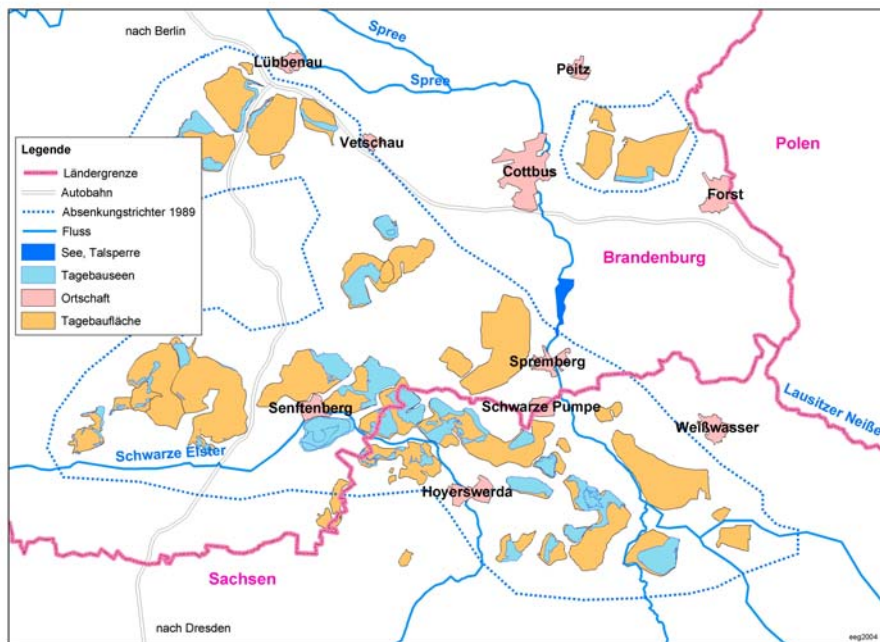 nach Berlin
Spree
Lübbenau
Peitz
Spree
Vetschau
Polen
Cottbus
Forst
Legende
Ländergrenze
Autobahn
Absenkungstrichter 1989
Fluss
See, Talsperre
Tagebauseen
Ortschaft
Tagebaufläche
Brandenburg
Spremberg
Senftenberg
Schwarze Pumpe
Lausitzer Neiße
Weißwasser
Schwarze Elster
Hoyerswerda
Sachsen
nach Dresden
eeg2004